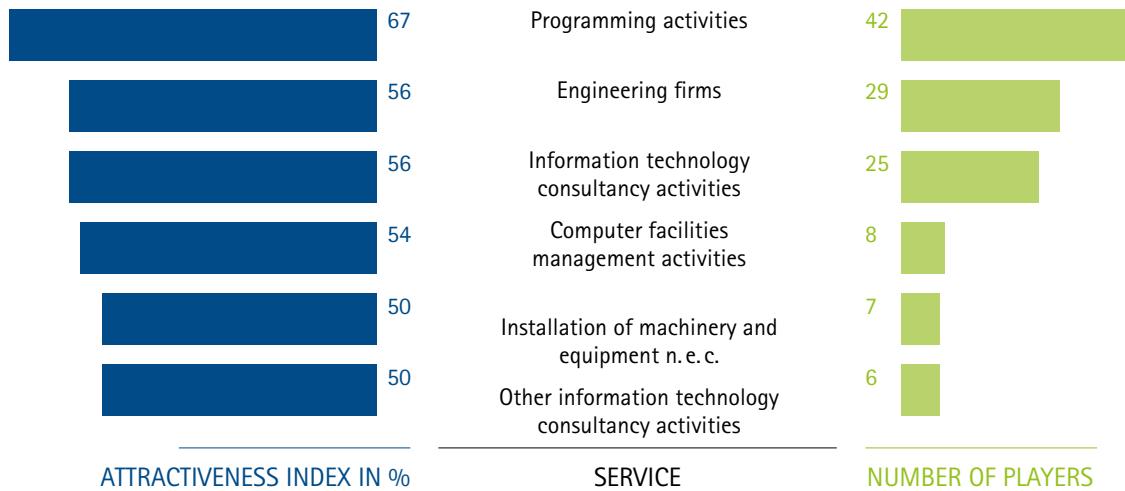 67
Programming activities
42
56
Engineering firms
29
56
Information technology
consultancy activities
25
54
Computer facilities
management activities
8
50
Installation of machinery and
equipment n. e. c.
7
50
Other information technology
consultancy activities
6
ATTRACTIVENESS INDEX IN %
SERVICE
NUMBER OF PLAYERS